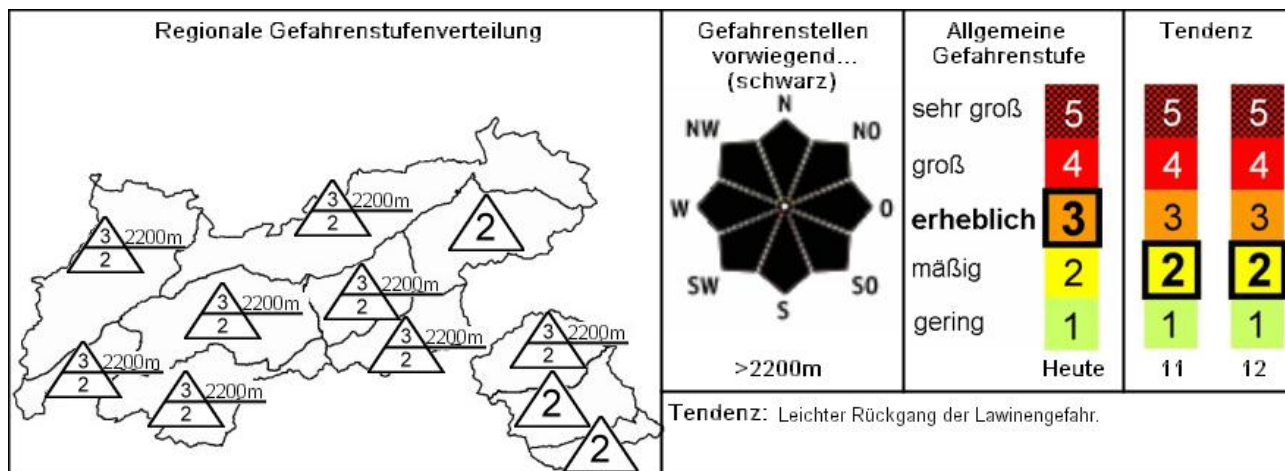 Regionale Gefahrenstufenverteilung
3 2200m
2
3 2200m
2
2
3 2200m
2
3 2200m
2
3 2200m
2
3 2200m
2
3 2200m
2
3 2200m
2
2
2
Gefahrenstellen
vorwiegend...
(schwarz)
N
NW NO
W O
SW SO
S
>2200m
Allgemeine
Gefahrenstufe
sehr groß 5
groß 4
erheblich 3
mäßig 2
gering 1
Heute
Tendenz
5 5
4 4
3 3
2 2
1 1
11 12
Tendenz: Leichter Rückgang der Lawinengefahr.